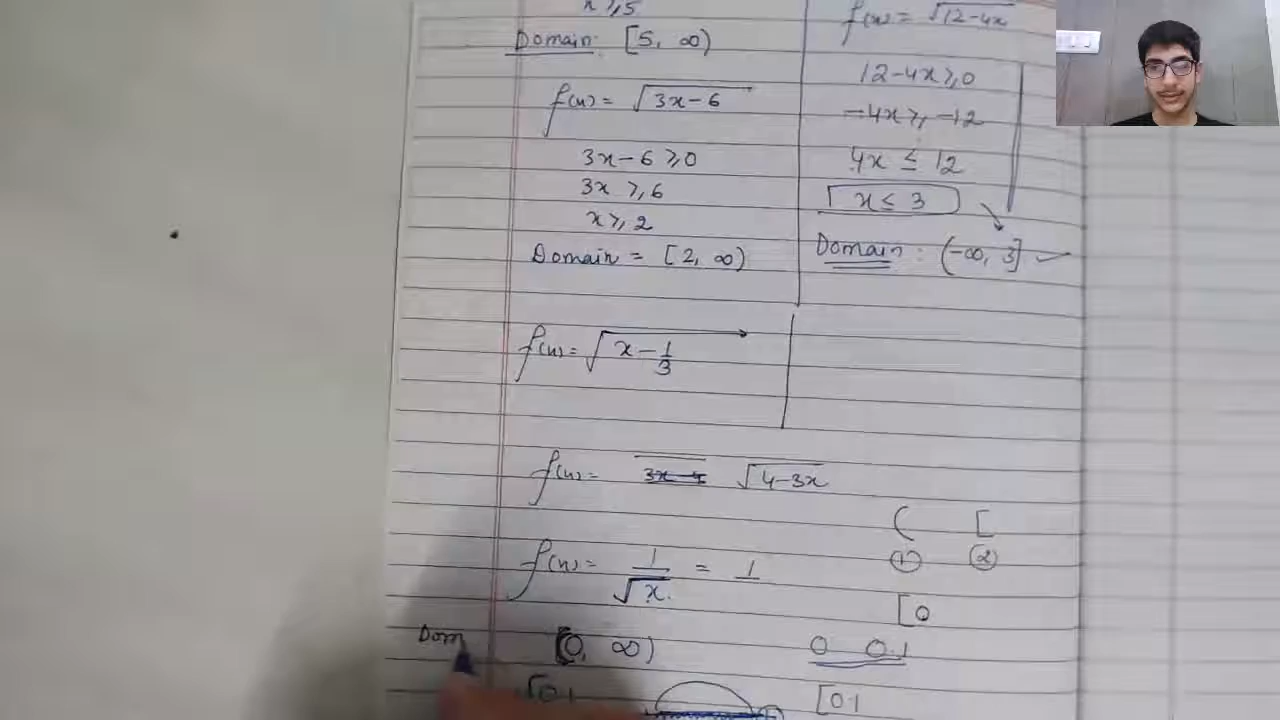 x ≥ 5
Domain: [5, ∞)
f(x) = √3x-6
3x-6 ≥ 0
3x ≥ 6
x ≥ 2
Domain = [2, ∞)
f(x) = √12-4x
12-4x ≥ 0
-4x ≥ -12
4x ≤ 12
x ≤ 3
Domain: (-∞, 3]
f(x) = √x - 1/3
f(x) = √4-3x
f(x) = 1/√x = 1
( [
① ②
[0
Dom (0, ∞) 0 0.1
√0.1 [0.1